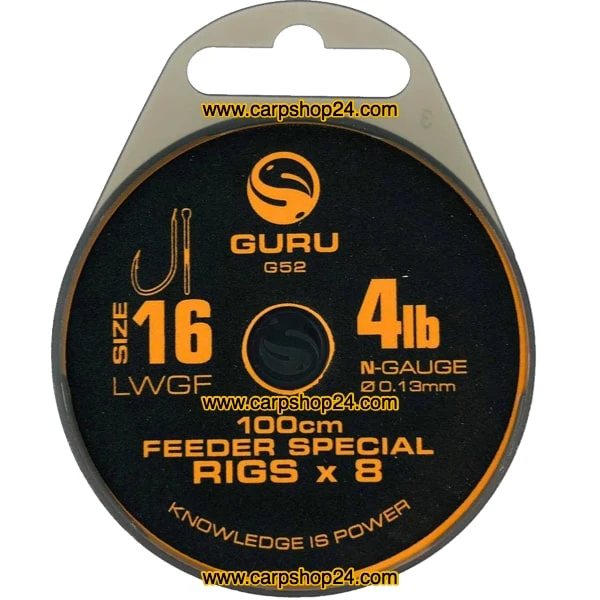 www.carpshop24.com
GURU
G52
SIZE 16
LWGF
4lb
N-GAUGE
Ø 0.13mm
www.carpshop24.com
100cm
FEEDER SPECIAL
RIGS x 8
KNOWLEDGE IS POWER
www.carpshop24.com